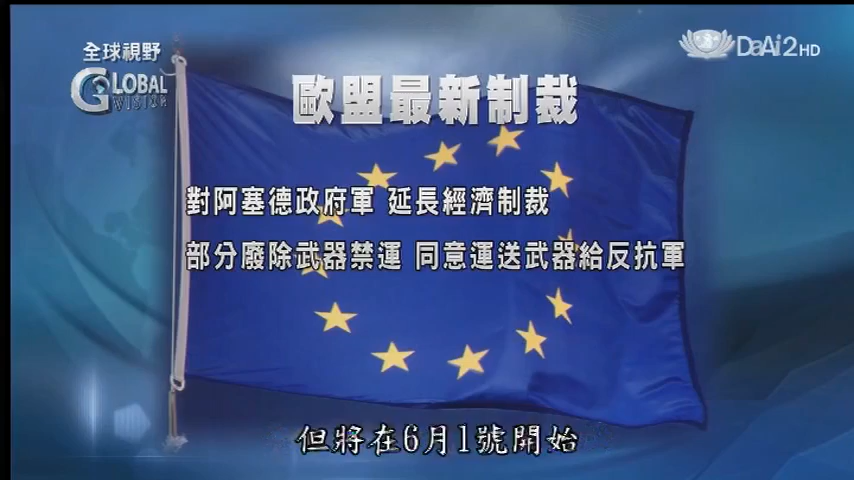 全球視野
GLOBAL
VISION
DaAi2HD
歐盟最新制裁
對阿塞德政府軍 延長經濟制裁
部分廢除武器禁運 同意運送武器給反抗軍
但將在6月1號開始